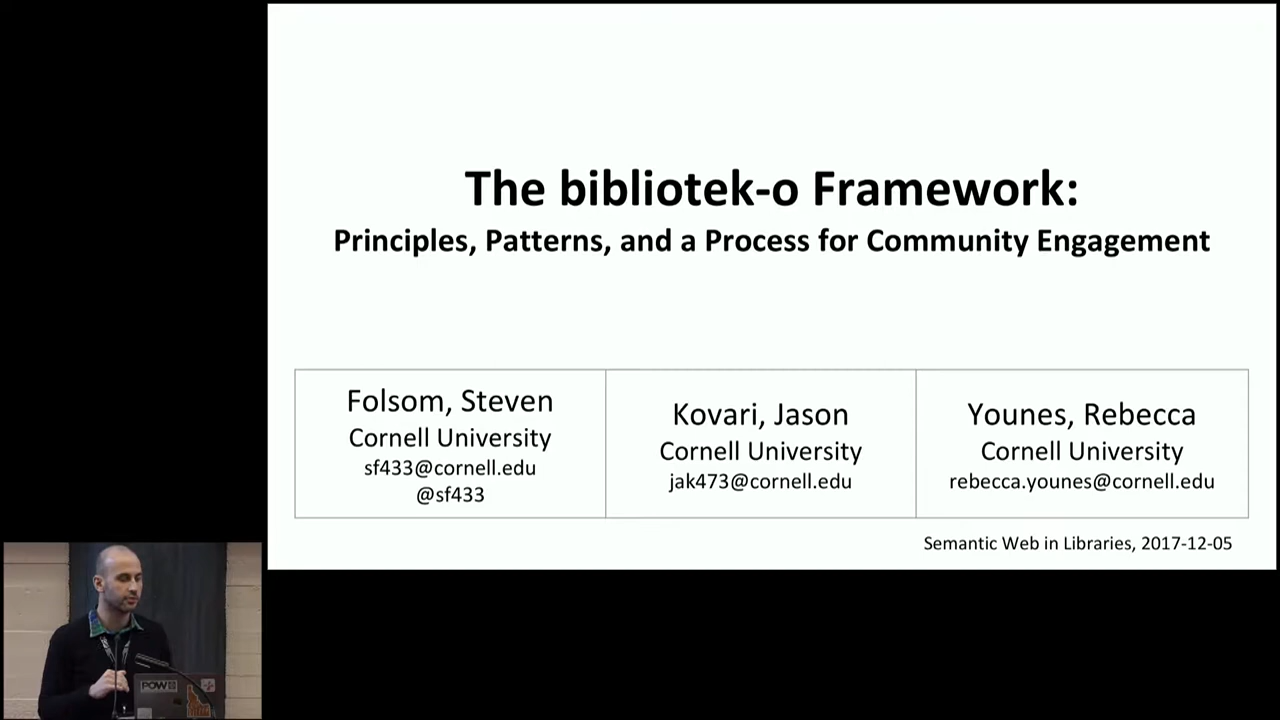 The bibliotek-o Framework:
Principles, Patterns, and a Process for Community Engagement
Folsom, Steven
Cornell University
sf433@cornell.edu
@sf433
Kovari, Jason
Cornell University
jak473@cornell.edu
Younes, Rebecca
Cornell University
rebecca.younes@cornell.edu
Semantic Web in Libraries, 2017-12-05
POW